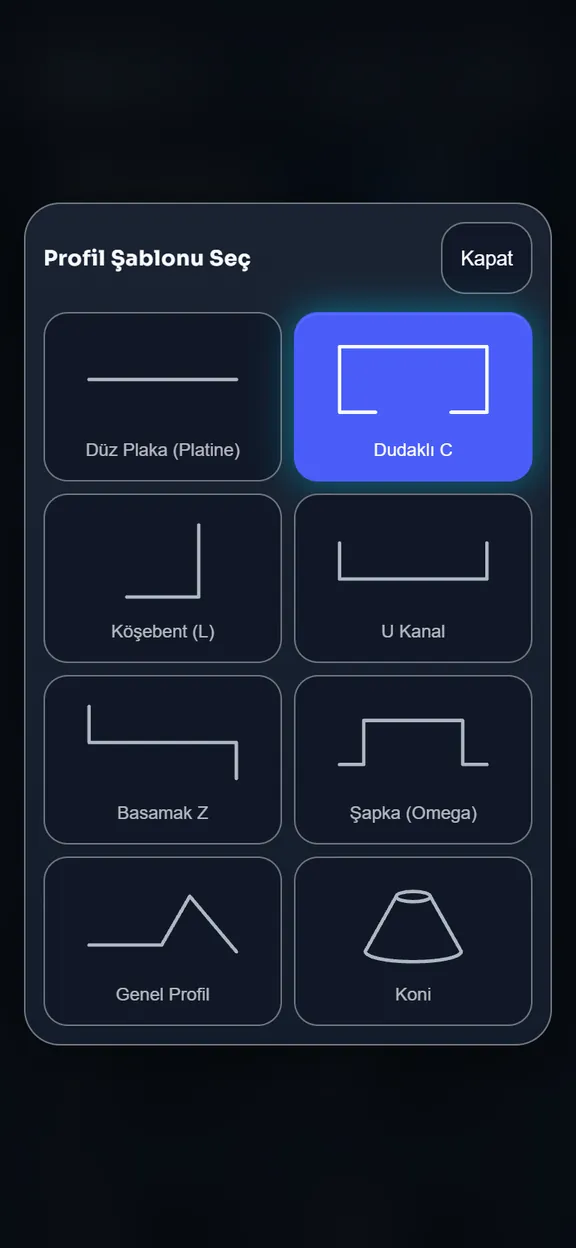 Profil Şablonu Seç
Kapat
Düz Plaka (Platine)
Dudaklı C
Köşebent (L)
U Kanal
Basamak Z
Şapka (Omega)
Genel Profil
Koni